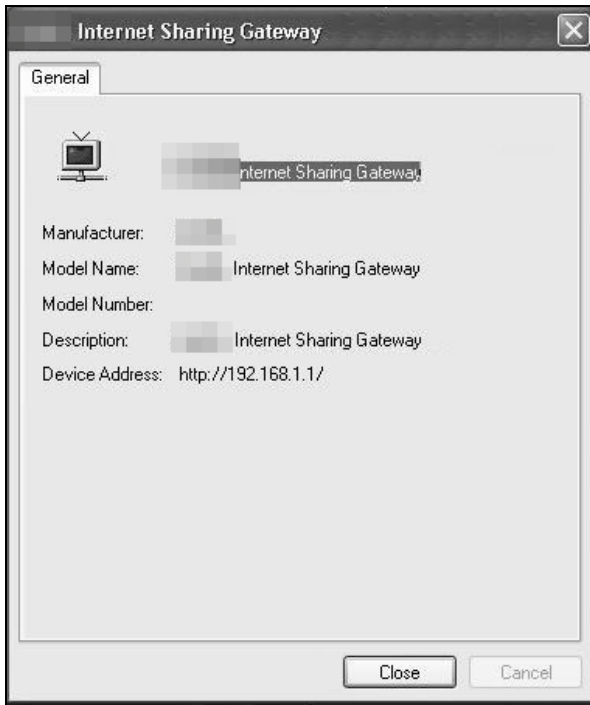 Internet Sharing Gateway
General
nternet Sharing Gateway
Manufacturer:
Model Name: Internet Sharing Gateway
Model Number:
Description: Internet Sharing Gateway
Device Address: http://192.168.1.1/
Close Cancel